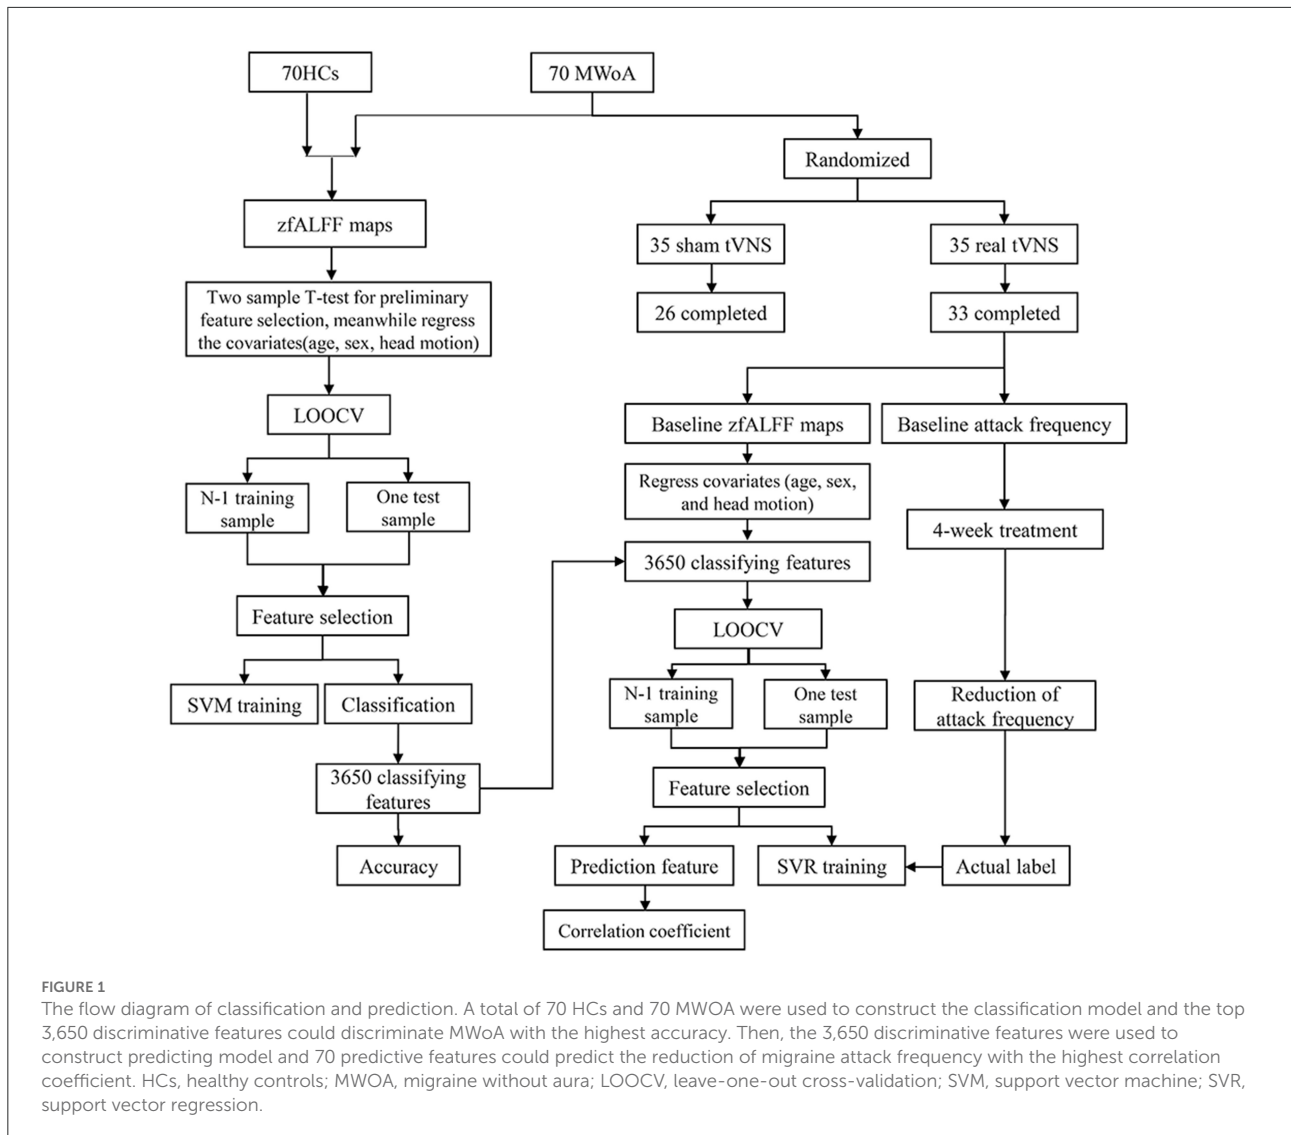 70HCs
70 MWoA
Randomized
zfALFF maps
35 sham tVNS
35 real tVNS
26 completed
33 completed
Two sample T-test for preliminary
feature selection, meanwhile regress
the covariates(age, sex, head motion)
LOOCV
N-1 training
sample
One test
sample
Feature selection
SVM training
Classification
3650 classifying
features
Accuracy
Baseline zfALFF maps
Baseline attack frequency
Regress covariates (age, sex,
and head motion)
4-week treatment
3650 classifying features
LOOCV
N-1 training
sample
One test
sample
Reduction of
attack frequency
Feature selection
Prediction feature
SVR training
Actual label
Correlation coefficient
FIGURE 1
The flow diagram of classification and prediction. A total of 70 HCs and 70 MWOA were used to construct the classification model and the top
3,650 discriminative features could discriminate MWoA with the highest accuracy. Then, the 3,650 discriminative features were used to
construct predicting model and 70 predictive features could predict the reduction of migraine attack frequency with the highest correlation
coefficient. HCs, healthy controls; MWOA, migraine without aura; LOOCV, leave-one-out cross-validation; SVM, support vector machine; SVR,
support vector regression.